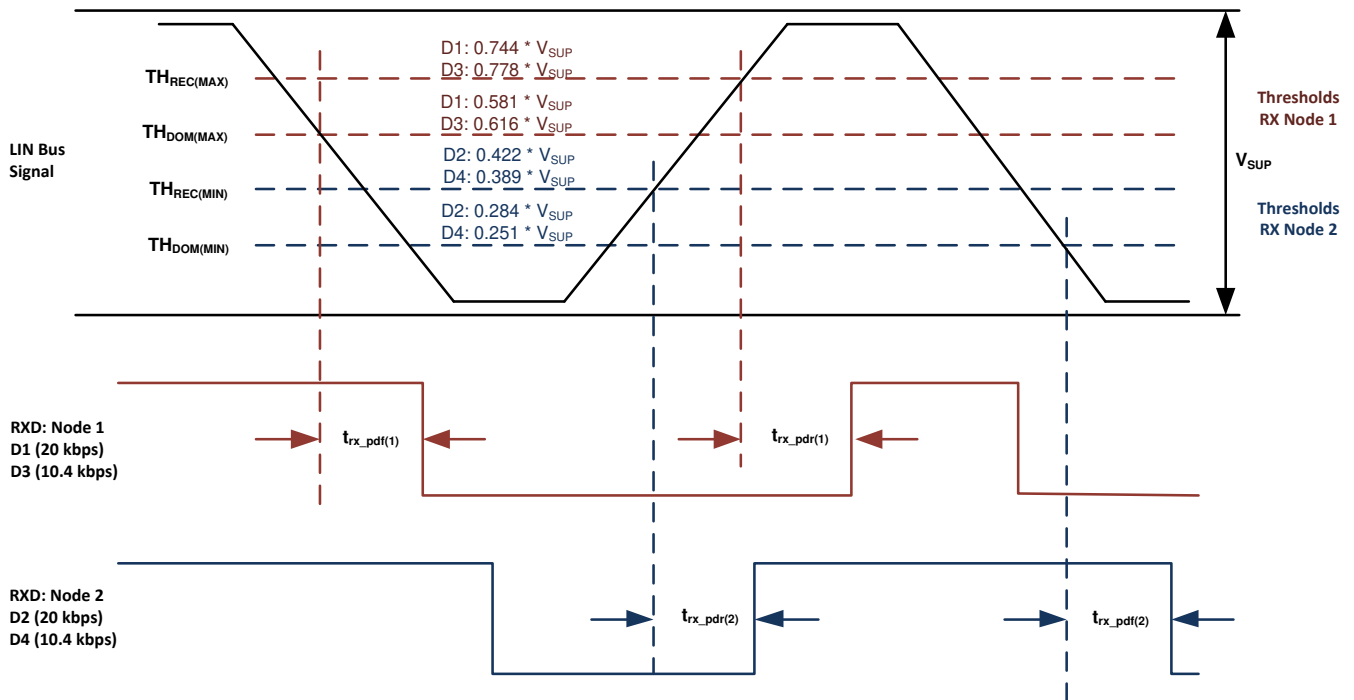 D1: 0.744 * VSUP
D3: 0.778 * VSUP
THREC(MAX)
D1: 0.581 * VSUP
D3: 0.616 * VSUP
THDOM(MAX)
Thresholds
RX Node 1
LIN Bus
Signal
D2: 0.422 * VSUP
D4: 0.389 * VSUP
THREC(MIN)
VSUP
D2: 0.284 * VSUP
D4: 0.251 * VSUP
THDOM(MIN)
Thresholds
RX Node 2
RXD: Node 1
D1 (20 kbps)
D3 (10.4 kbps)
trx_pdf(1)
trx_pdr(1)
RXD: Node 2
D2 (20 kbps)
D4 (10.4 kbps)
trx_pdr(2)
trx_pdf(2)